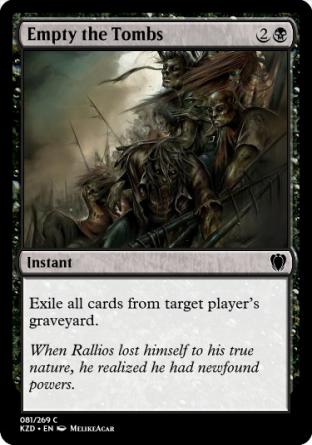 Empty the Tombs 2
Instant
Exile all cards from target player's
graveyard.
When Rallios lost himself to his true
nature, he realized he had newfound
powers.
081/269 C
KZD • EN MelikeAcar